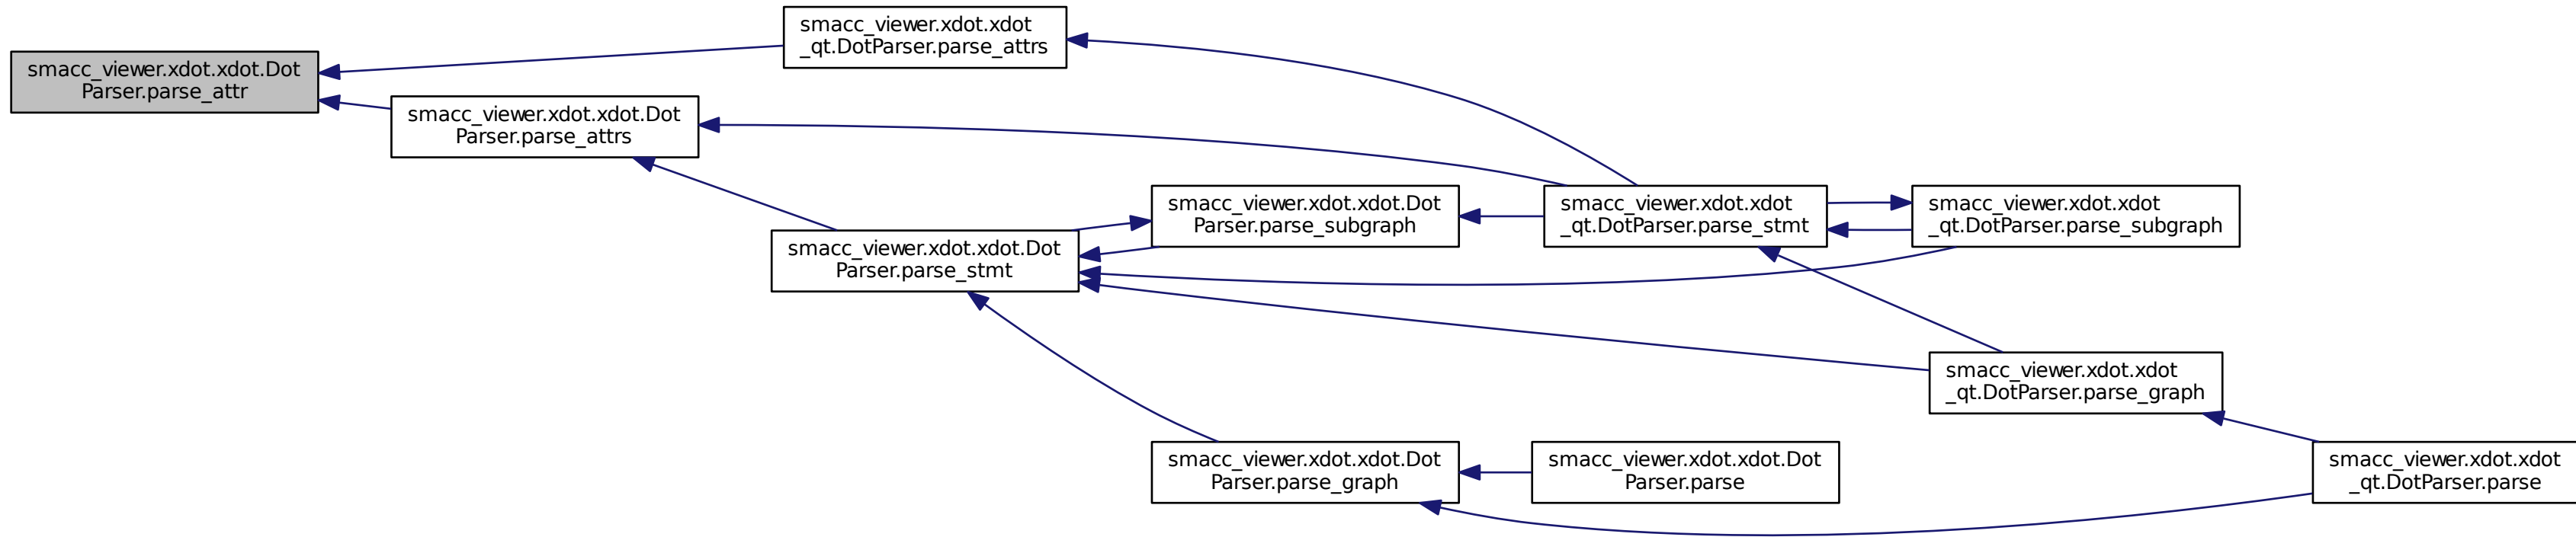 smacc_viewer.xdot.xdot
_qt.DotParser.parse_attrs
smacc_viewer.xdot.xdot.Dot
Parser.parse_attr
smacc_viewer.xdot.xdot.Dot
Parser.parse_attrs
smacc_viewer.xdot.xdot.Dot
Parser.parse_subgraph
smacc_viewer.xdot.xdot
_qt.DotParser.parse_stmt
smacc_viewer.xdot.xdot
_qt.DotParser.parse_subgraph
smacc_viewer.xdot.xdot.Dot
Parser.parse_stmt
smacc_viewer.xdot.xdot
_qt.DotParser.parse_graph
smacc_viewer.xdot.xdot.Dot
Parser.parse_graph
smacc_viewer.xdot.xdot.Dot
Parser.parse
smacc_viewer.xdot.xdot
_qt.DotParser.parse